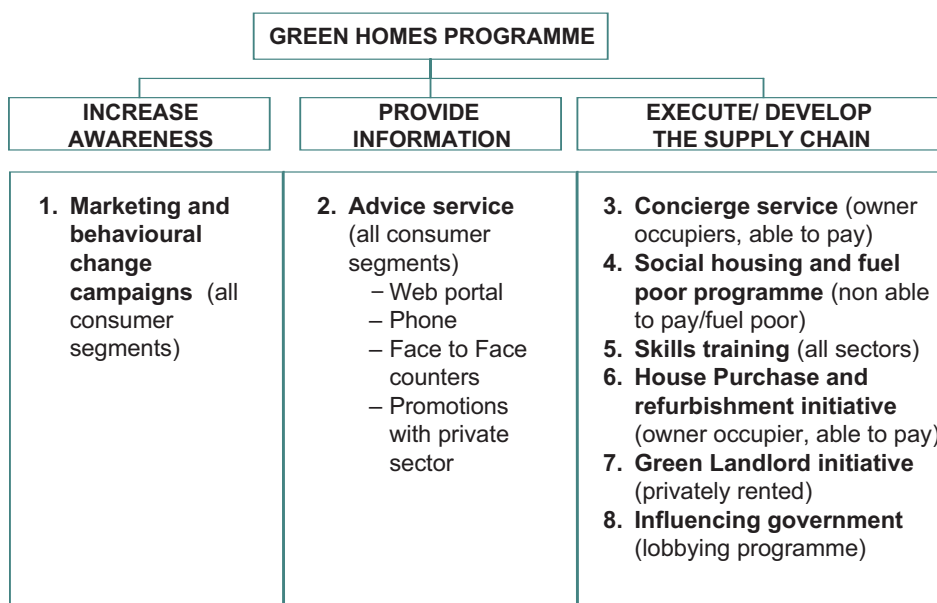 GREEN HOMES PROGRAMME
INCREASE
AWARENESS
PROVIDE
INFORMATION
EXECUTE/ DEVELOP
THE SUPPLY CHAIN
1. Marketing and
behavioural
change
campaigns (all
consumer
segments)
2. Advice service
(all consumer
segments)
– Web portal
– Phone
– Face to Face
counters
– Promotions
with private
sector
3. Concierge service (owner
occupiers, able to pay)
4. Social housing and fuel
poor programme (non able
to pay/fuel poor)
5. Skills training (all sectors)
6. House Purchase and
refurbishment initiative
(owner occupier, able to pay)
7. Green Landlord initiative
(privately rented)
8. Influencing government
(lobbying programme)